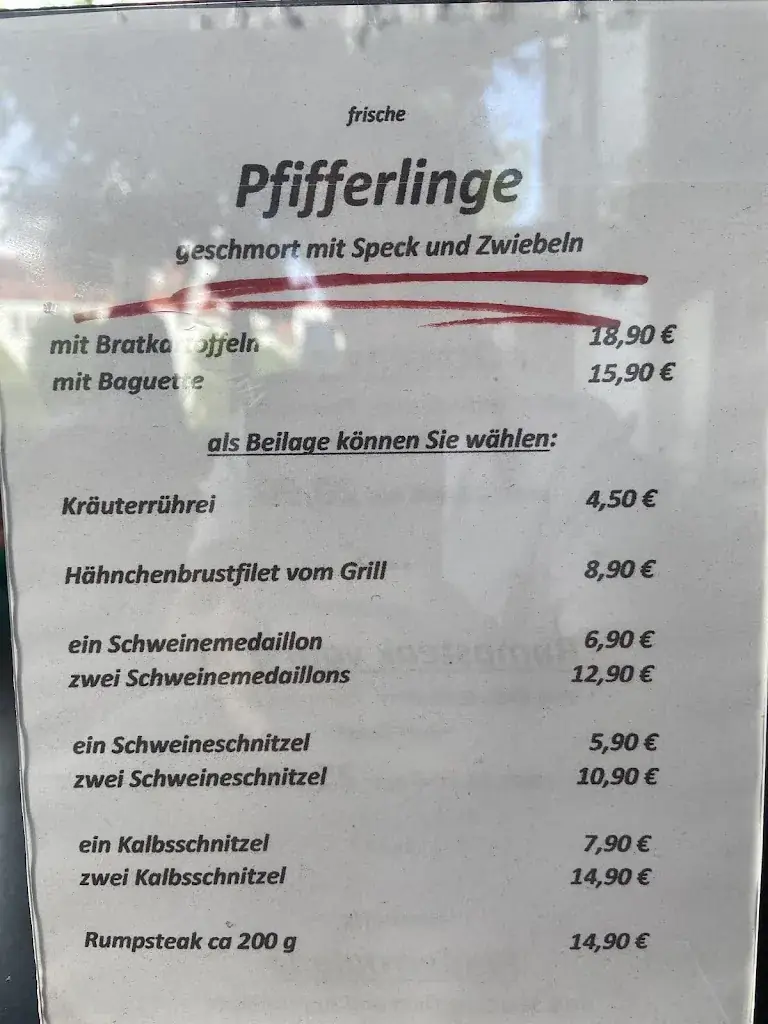 frische
Pfifferlinge
geschmort mit Speck und Zwiebeln
mit Bratkartoffeln 18,90 €
mit Baguette 15,90 €
als Beilage können Sie wählen:
Kräuterrührei 4,50 €
Hähnchenbrustfilet vom Grill 8,90 €
ein Schweinemedaillon 6,90 €
zwei Schweinemedaillons 12,90 €
ein Schweineschnitzel 5,90 €
zwei Schweineschnitzel 10,90 €
ein Kalbsschnitzel 7,90 €
zwei Kalbsschnitzel 14,90 €
Rumpsteak ca 200 g 14,90 €